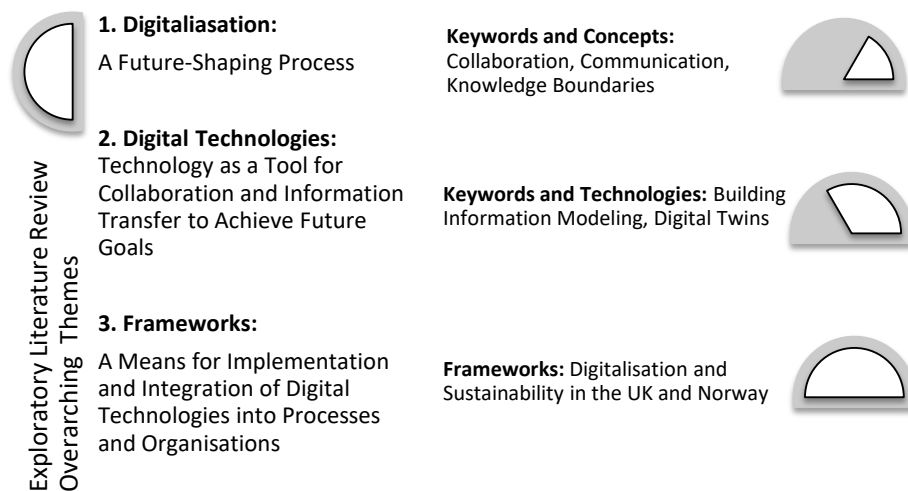 1. Digitaliasation:
A Future-Shaping Process
Keywords and Concepts:
Collaboration, Communication,
Knowledge Boundaries
2. Digital Technologies:
Technology as a Tool for
Collaboration and Information
Transfer to Achieve Future
Goals
Keywords and Technologies: Building
Information Modeling, Digital Twins
3. Frameworks:
A Means for Implementation
and Integration of Digital
Technologies into Processes
and Organisations
Frameworks: Digitalisation and
Sustainability in the UK and Norway
Exploratory Literature Review
Overarching Themes